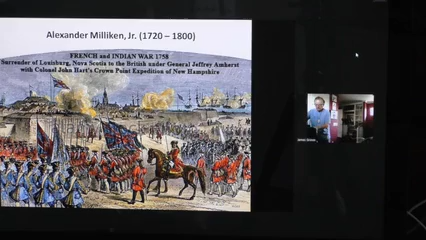 Alexander Milliken, Jr. (1720 – 1800)
FRENCH and INDIAN WAR 1758
Surrender of Louisburg, Nova Scotia to the British under General Jeffrey Amherst
with Colonel John Hart's Crown Point Expedition of New Hampshire